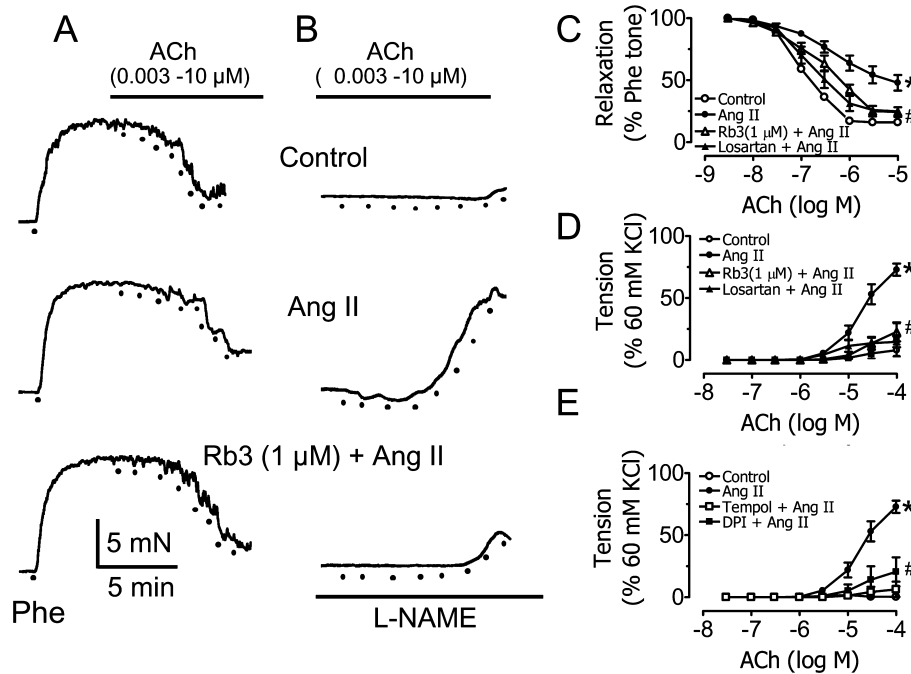 A
ACh
(0.003 -10 µM)
B
ACh
( 0.003 -10 µM)
Control
Ang II
Rb3 (1 µM) + Ang II
5 mN
5 min
Phe
L-NAME
C
Relaxation
(% Phe tone)
100
50
0
Control
Ang II
Rb3(1 µM) + Ang II
Losartan + Ang II
*
#
-9 -8 -7 -6 -5
ACh (log M)
D
Tension
(% 60 mM KCl)
100
50
0
Control
Ang II
Rb3(1 µM) + Ang II
Losartan + Ang II
*
#
-8 -7 -6 -5 -4
ACh (log M)
E
Tension
(% 60 mM KCl)
100
50
0
Control
Ang II
Tempol + Ang II
DPI + Ang II
*
#
-8 -7 -6 -5 -4
ACh (log M)